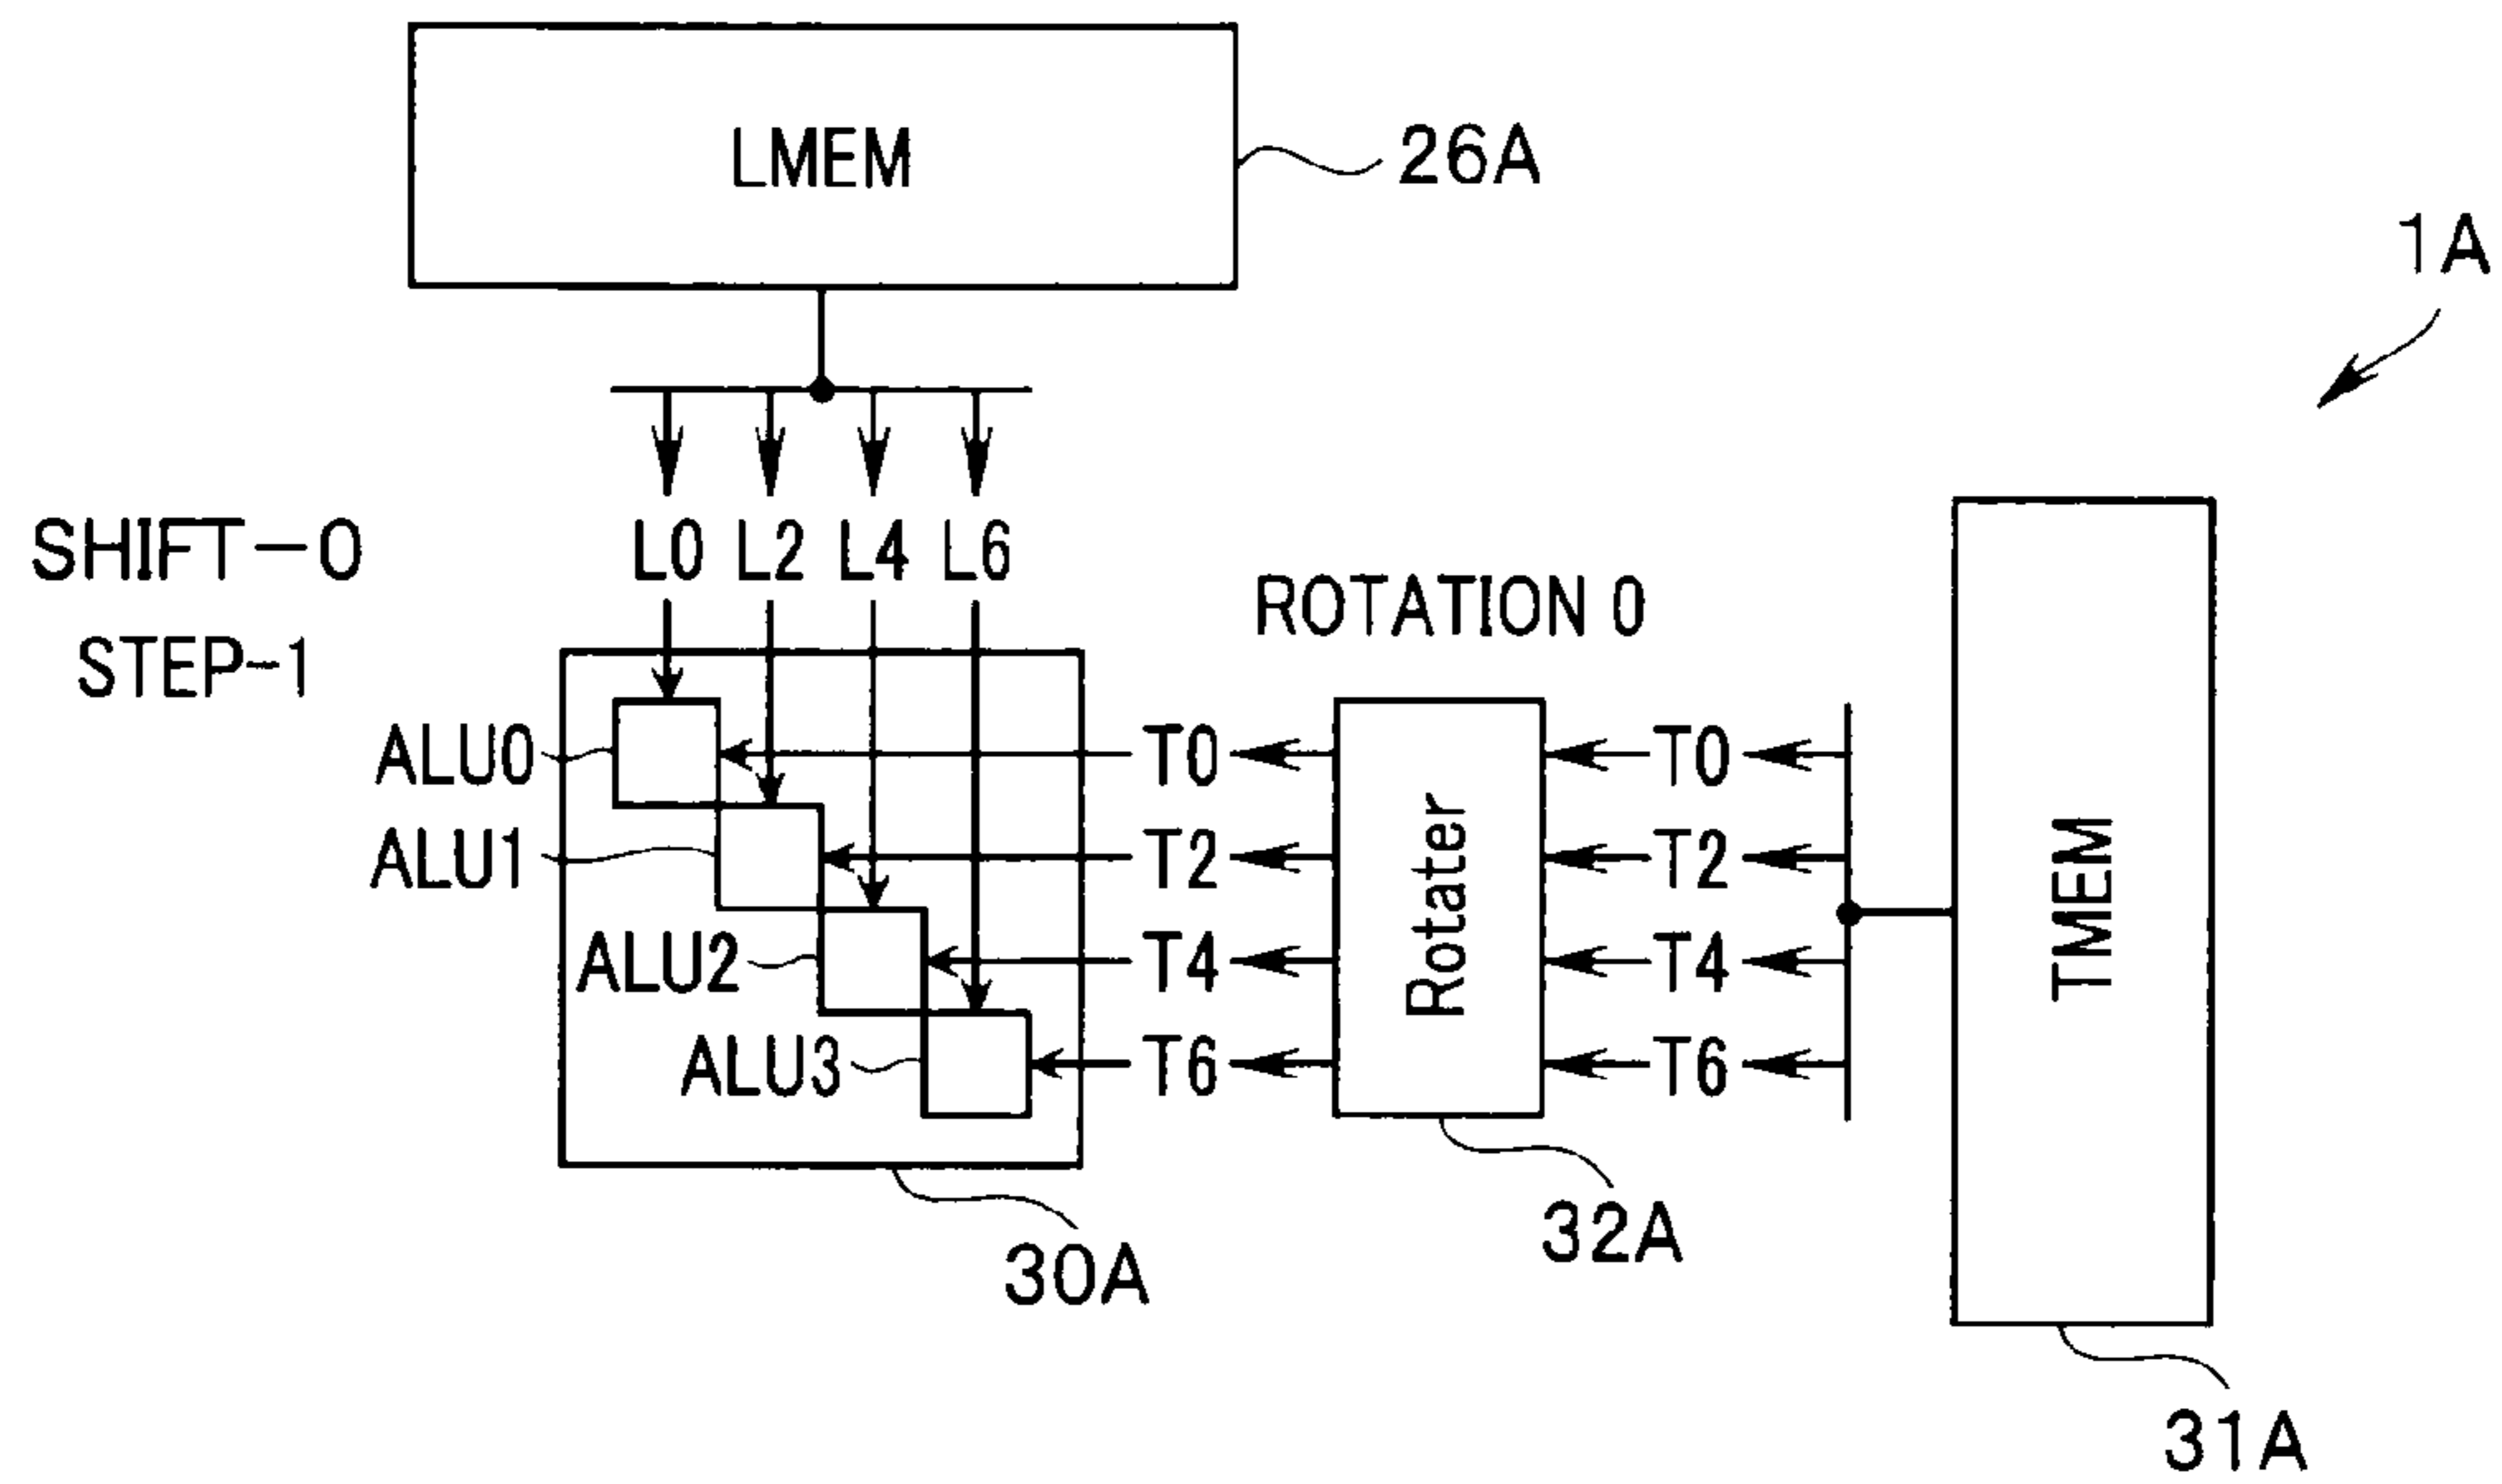 LMEM
26A
1A
SHIFT-0
L0 L2 L4 L6
ROTATION 0
STEP-1
ALU0
T0
T0
ALU1
T2
T2
Rotater
TMEM
ALU2
T4
T4
ALU3
T6
T6
32A
30A
31A